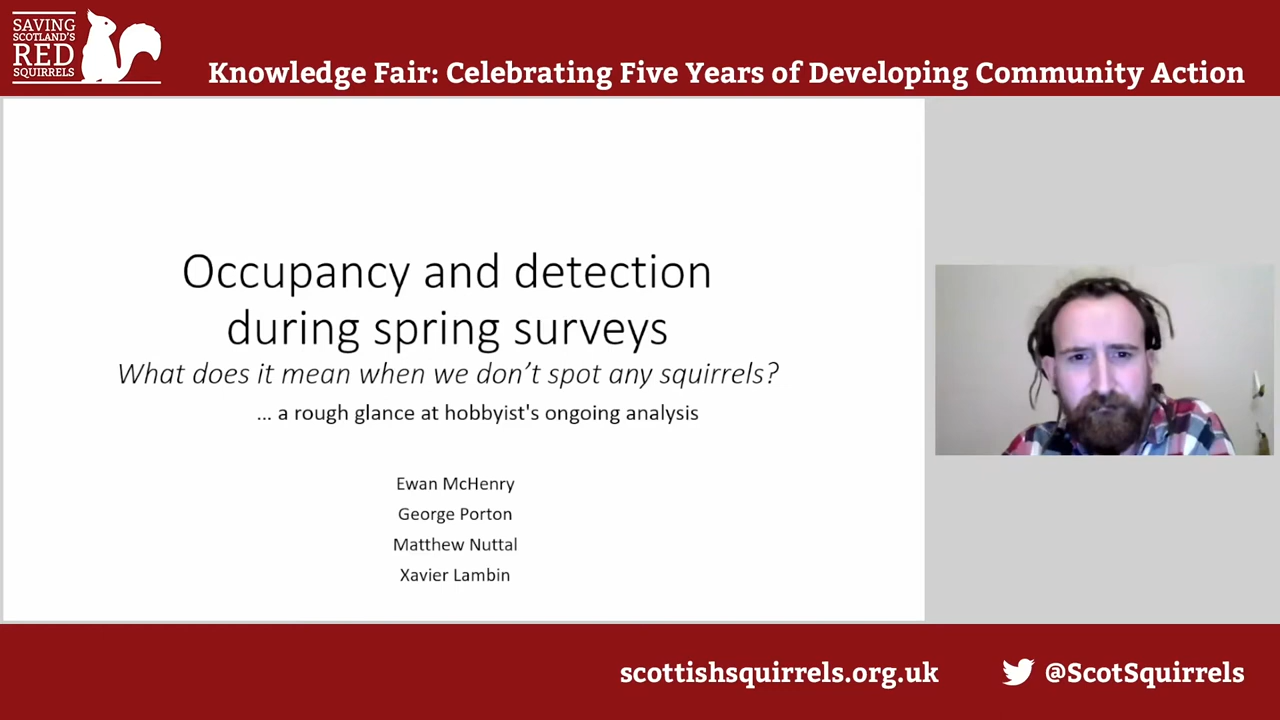 SAVING
SCOTLAND'S
RED
SQUIRRELS
Knowledge Fair: Celebrating Five Years of Developing Community Action
Occupancy and detection
during spring surveys
What does it mean when we don't spot any squirrels?
... a rough glance at hobbyist's ongoing analysis
Ewan McHenry
George Porton
Matthew Nuttal
Xavier Lambin
scottishsquirrels.org.uk
@ScotSquirrels